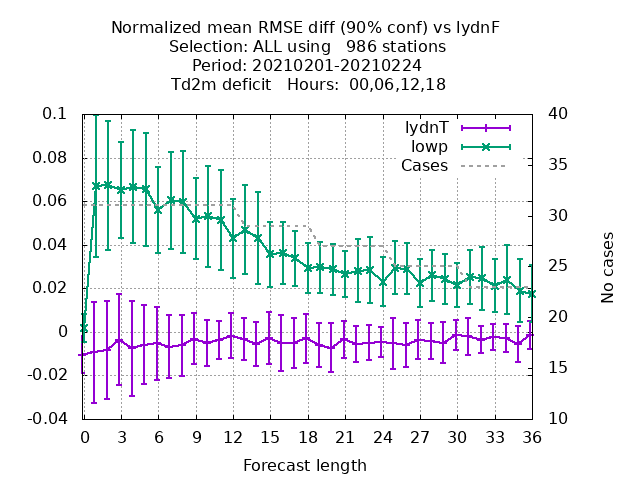 Normalized mean RMSE diff (90% conf) vs lydnF
Selection: ALL using   986 stations
Period: 20210201-20210224
Td2m deficit   Hours:  00,06,12,18
lydnT
lowp
Cases
0.1
0.08
0.06
0.04
0.02
0
-0.02
-0.04
40
35
30
25
20
15
10
No cases
0 3 6 9 12 15 18 21 24 27 30 33 36
Forecast length